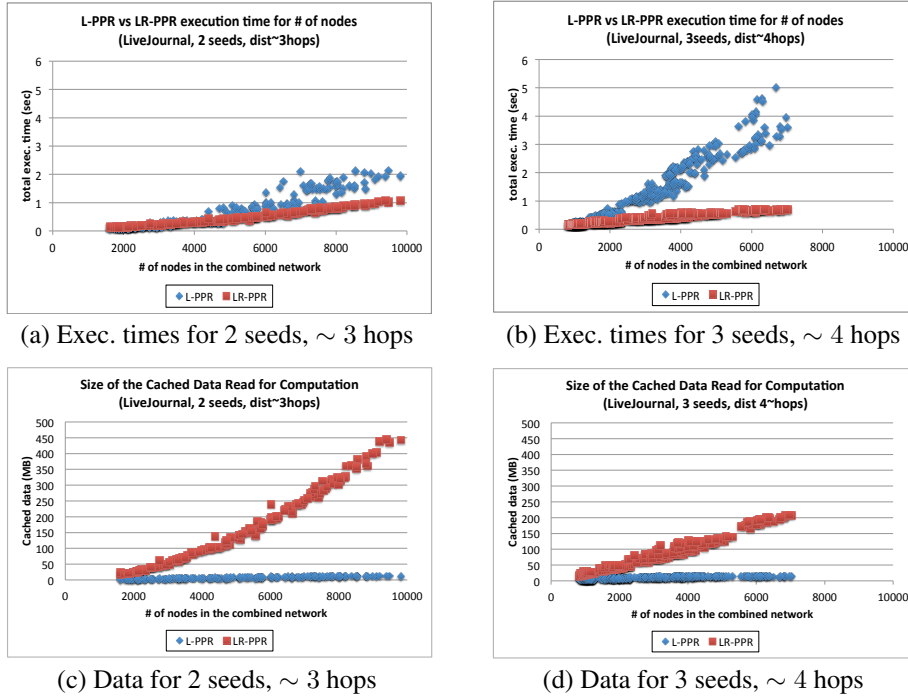 L-PPR vs LR-PPR execution time for # of nodes
(LiveJournal, 2 seeds, dist~3hops)
total exec. time (sec)
6
5
4
3
2
1
0
0 2000 4000 6000 8000 10000
# of nodes in the combined network
L-PPR LR-PPR
(a) Exec. times for 2 seeds, ∼ 3 hops
L-PPR vs LR-PPR execution time for # of nodes
(LiveJournal, 3seeds, dist~4hops)
total exec. time (sec)
6
5
4
3
2
1
0
0 2000 4000 6000 8000 10000
# of nodes in the combined network
L-PPR LR-PPR
(b) Exec. times for 3 seeds, ∼ 4 hops
Size of the Cached Data Read for Computation
(LiveJournal, 2 seeds, dist~3hops)
Cached data (MB)
500
450
400
350
300
250
200
150
100
50
0
0 2000 4000 6000 8000 10000
# of nodes in the combined network
L-PPR LR-PPR
(c) Data for 2 seeds, ∼ 3 hops
Size of the Cached Data Read for Computation
(LiveJournal, 3 seeds, dist 4~hops)
Cached data (MB)
500
450
400
350
300
250
200
150
100
50
0
0 2000 4000 6000 8000 10000
# of nodes in the combined network
L-PPR LR-PPR
(d) Data for 3 seeds, ∼ 4 hops